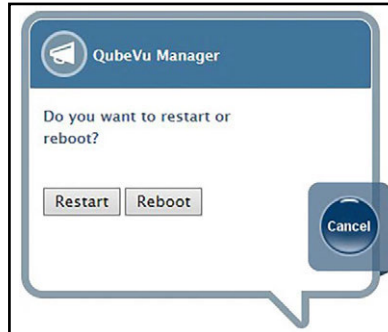 QubeVu Manager
Do you want to restart or
reboot?
Restart Reboot
Cancel